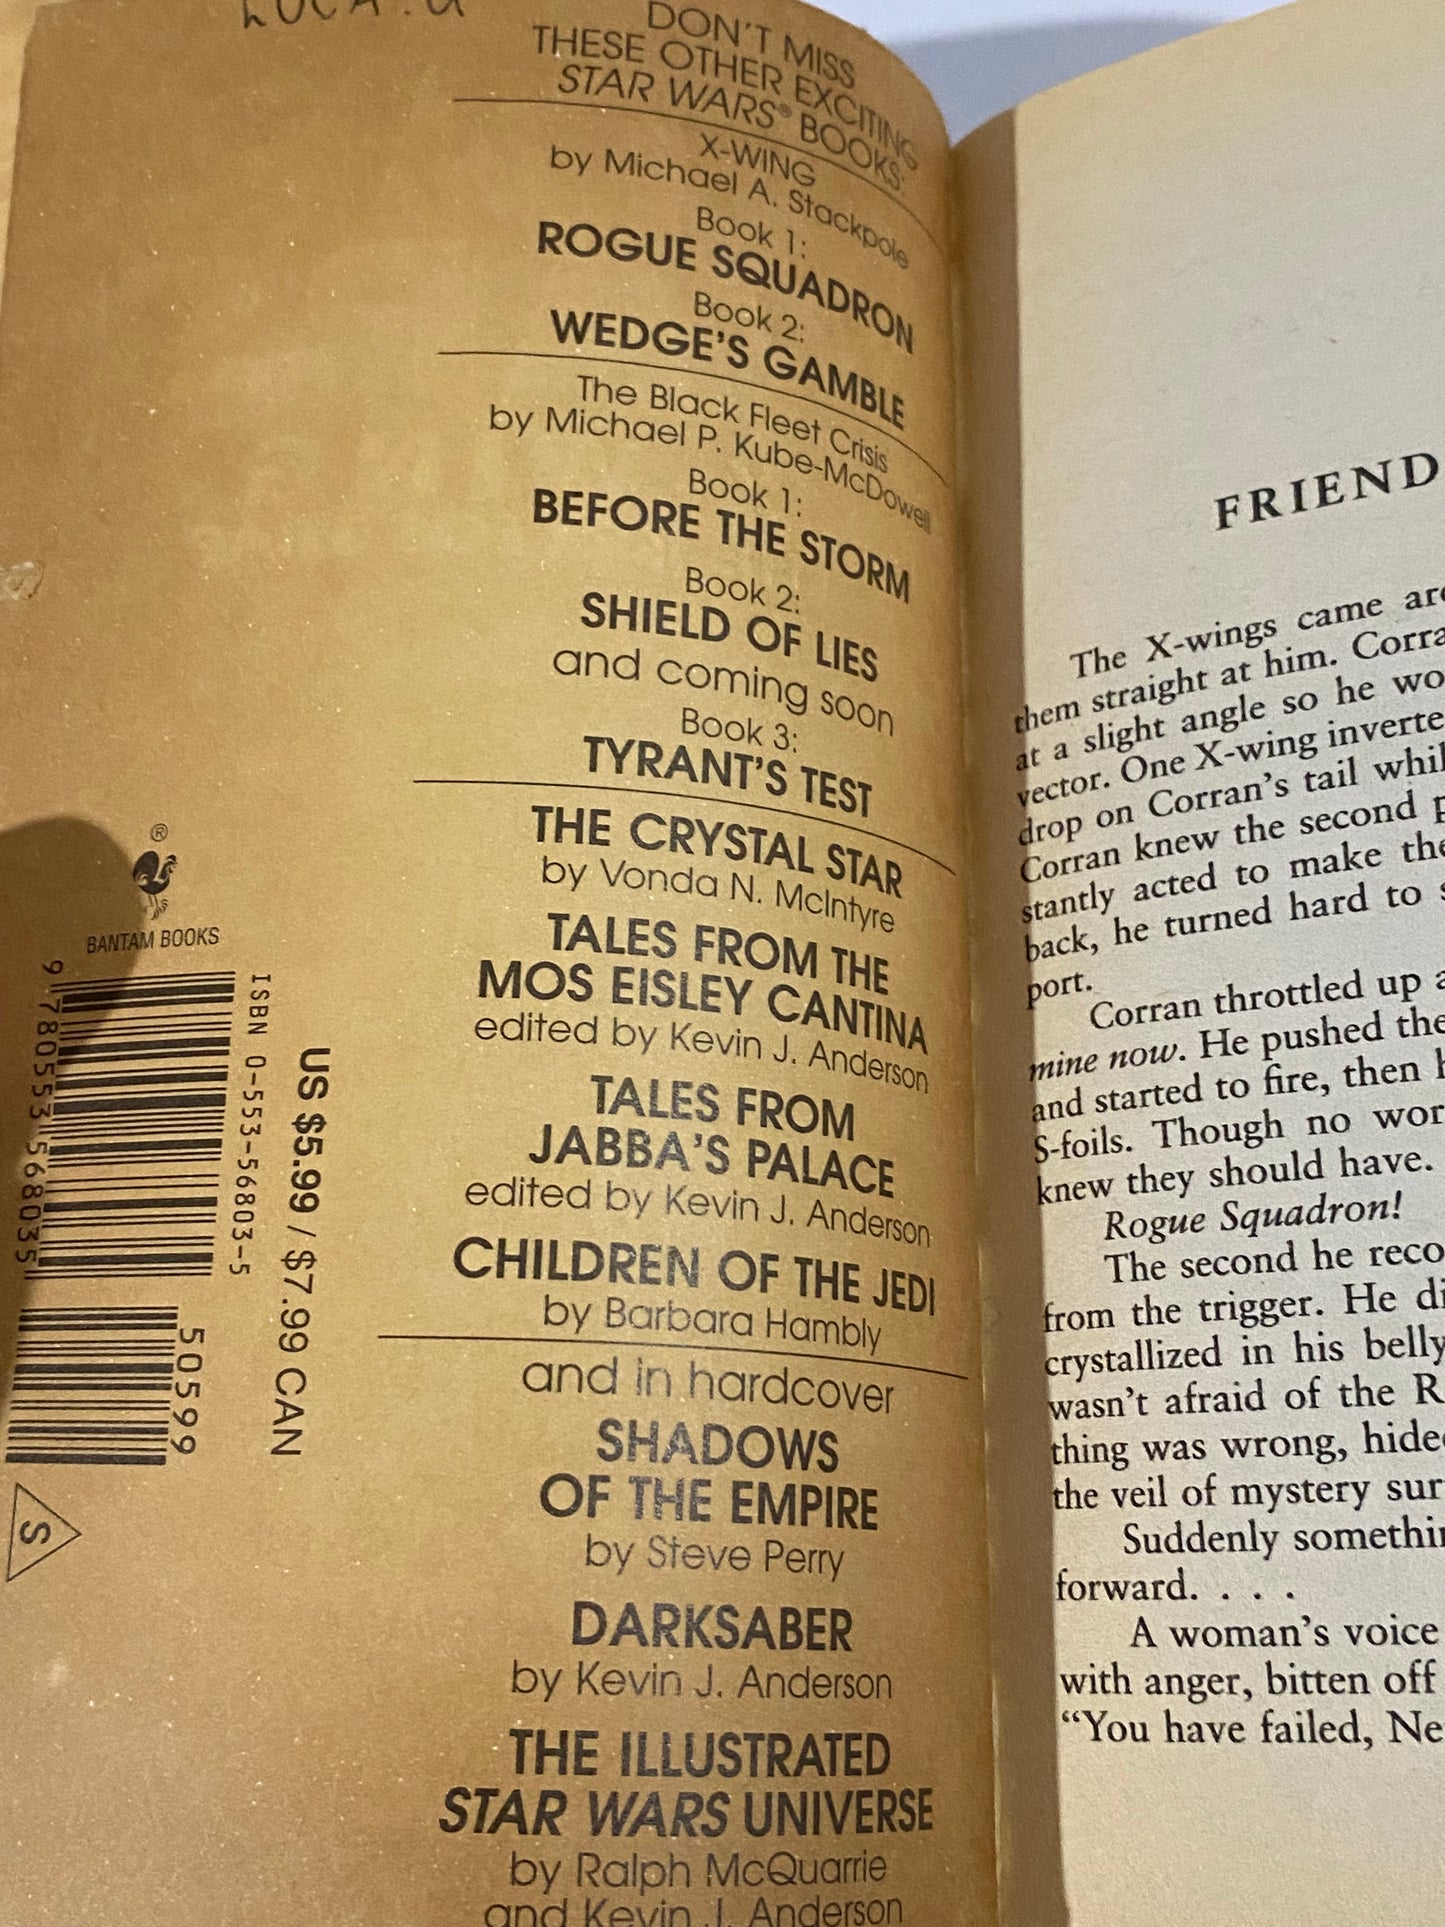 DON'T MISS
THESE OTHER EXCITING
STAR WARS® BOOKS:
X-WING
by Michael A. Stackpole
Book 1:
ROGUE SQUADRON
Book 2:
WEDGE'S GAMBLE
The Black Fleet Crisis
by Michael P. Kube-McDowell
Book 1:
BEFORE THE STORM
Book 2:
SHIELD OF LIES
and coming soon
Book 3:
TYRANT'S TEST
THE CRYSTAL STAR
by Vonda N. McIntyre
TALES FROM THE
MOS EISLEY CANTINA
edited by Kevin J. Anderson
TALES FROM
JABBA'S PALACE
edited by Kevin J. Anderson
CHILDREN OF THE JEDI
by Barbara Hambly
and in hardcover
SHADOWS
OF THE EMPIRE
by Steve Perry
DARKSABER
by Kevin J. Anderson
THE ILLUSTRATED
STAR WARS UNIVERSE
by Ralph McQuarrie
and Kevin J. Anderson
®
BANTAM BOOKS
US $5.99 / $7.99 CAN
ISBN 0-553-56803-5
50599
9 780553 568035
S
FRIEND
The X-wings came
them straight at him. Corra
at a slight angle so he wo
vector. One X-wing inverte
drop on Corran's tail whil
Corran knew the second
stantly acted to make the
back, he turned hard to
port.
Corran throttled up
mine now. He pushed the
and started to fire, then
S-foils. Though no wor
knew they should have.
Rogue Squadron!
The second he reco
from the trigger. He di
crystallized in his belly
wasn't afraid of the R
thing was wrong, hide
the veil of mystery sur
Suddenly somethin
forward. . . .
A woman's voice
with anger, bitten off
"You have failed, Ne